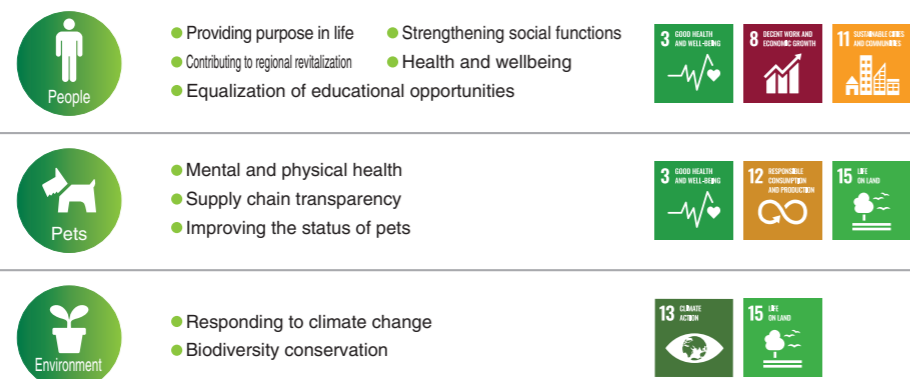 People
Providing purpose in life
Strengthening social functions
Contributing to regional revitalization
Health and wellbeing
Equalization of educational opportunities
3 GOOD HEALTH
AND WELL-BEING
8 DECENT WORK AND
ECONOMIC GROWTH
11 SUSTAINABLE CITIES
AND COMMUNITIES
Pets
Mental and physical health
Supply chain transparency
Improving the status of pets
3 GOOD HEALTH
AND WELL-BEING
12 RESPONSIBLE
CONSUMPTION
AND PRODUCTION
15 LIFE
ON LAND
Environment
Responding to climate change
Biodiversity conservation
13 CLIMATE
ACTION
15 LIFE
ON LAND